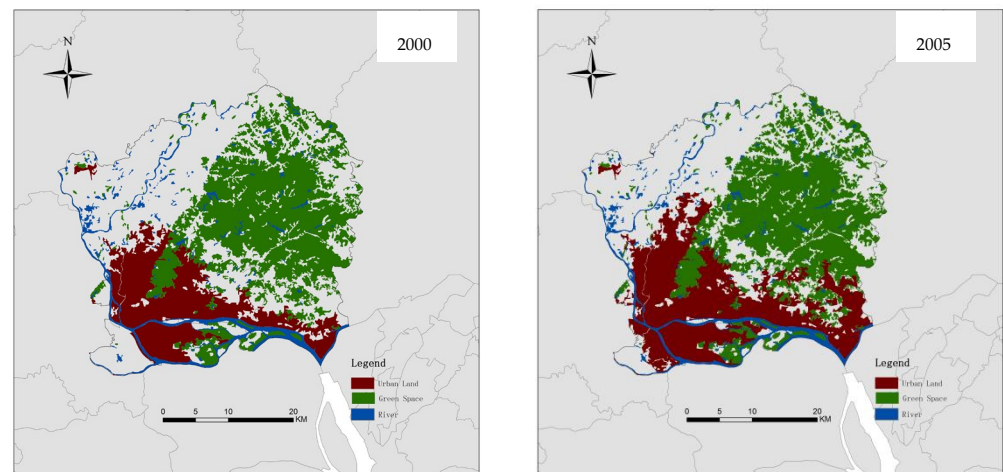 2000
N
Legend
Urban Land
Green Space
River
0 5 10 20
KM
2005
N
Legend
Urban Land
Green Space
River
0 5 10 20
KM